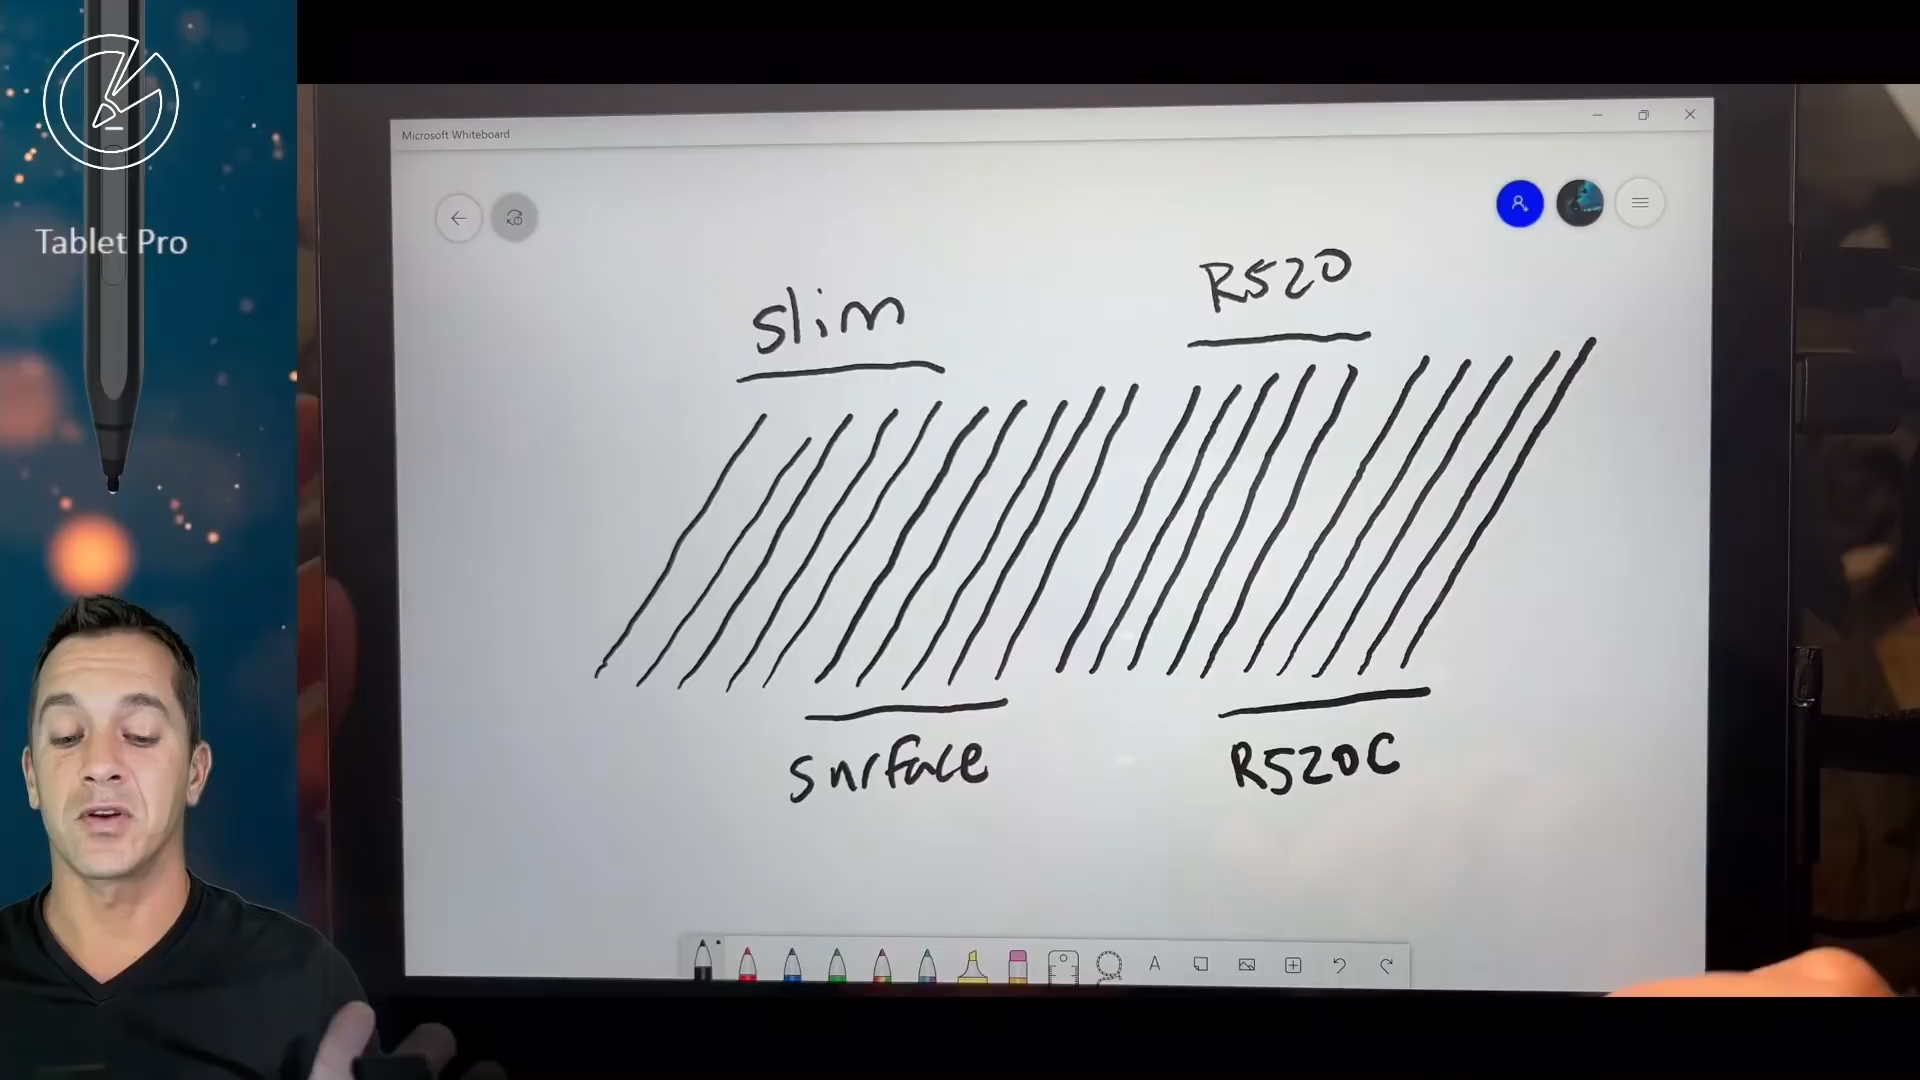 Tablet Pro
Microsoft Whiteboard
slim
R520
surface
R520C
A